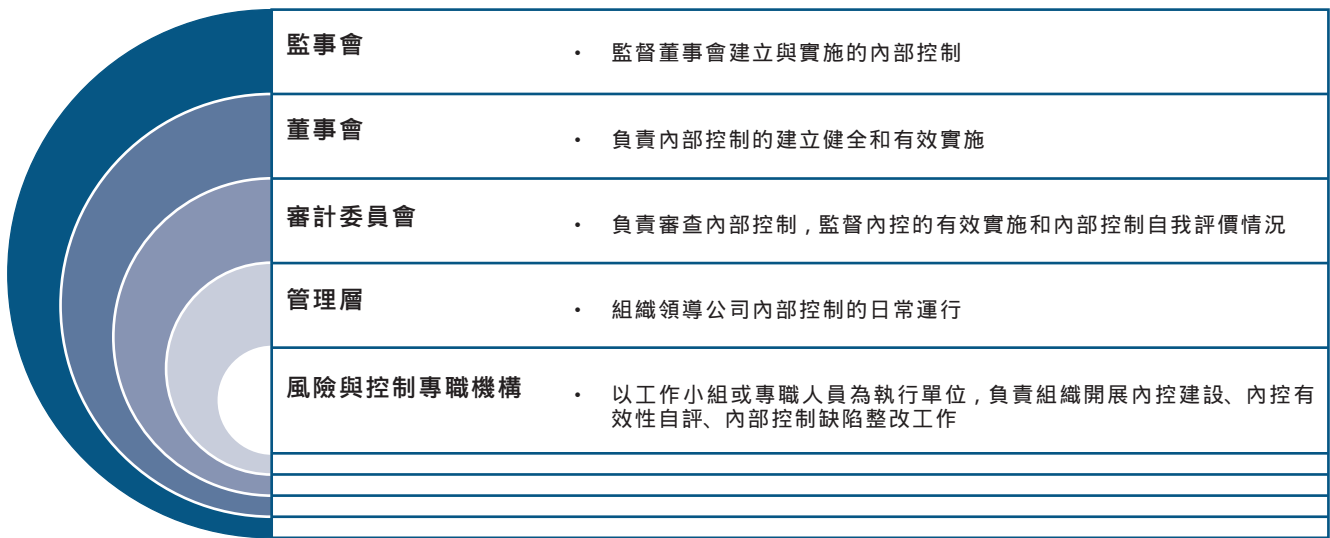 監事會
• 監督董事會建立與實施的內部控制
董事會
• 負責內部控制的建立健全和有效實施
審計委員會
• 負責審查內部控制,監督內控的有效實施和內部控制自我評價情況
管理層
• 組織領導公司內部控制的日常運行
風險與控制專職機構
• 以工作小組或專職人員為執行單位,負責組織開展內控建設、內控有
效性自評、內部控制缺陷整改工作